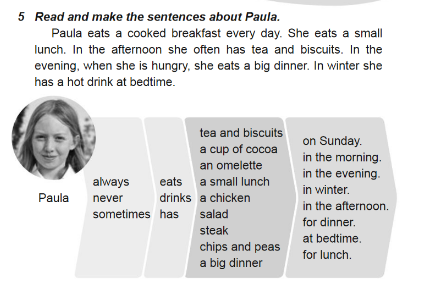 5 Read and make the sentences about Paula.
Paula eats a cooked breakfast every day. She eats a small
lunch. In the afternoon she often has tea and biscuits. In the
evening, when she is hungry, she eats a big dinner. In winter she
has a hot drink at bedtime.
Paula
always
never
sometimes
eats
drinks
has
tea and biscuits
a cup of cocoa
an omelette
a small lunch
a chicken
salad
steak
chips and peas
a big dinner
on Sunday.
in the morning.
in the evening.
in winter.
in the afternoon.
for dinner.
at bedtime.
for lunch.